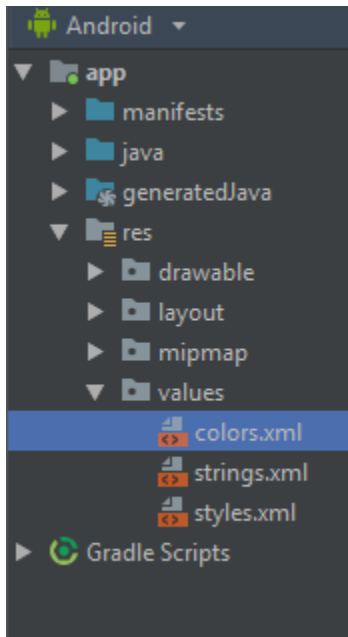 Android
app
manifests
java
generatedJava
res
drawable
layout
mipmap
values
colors.xml
strings.xml
styles.xml
Gradle Scripts